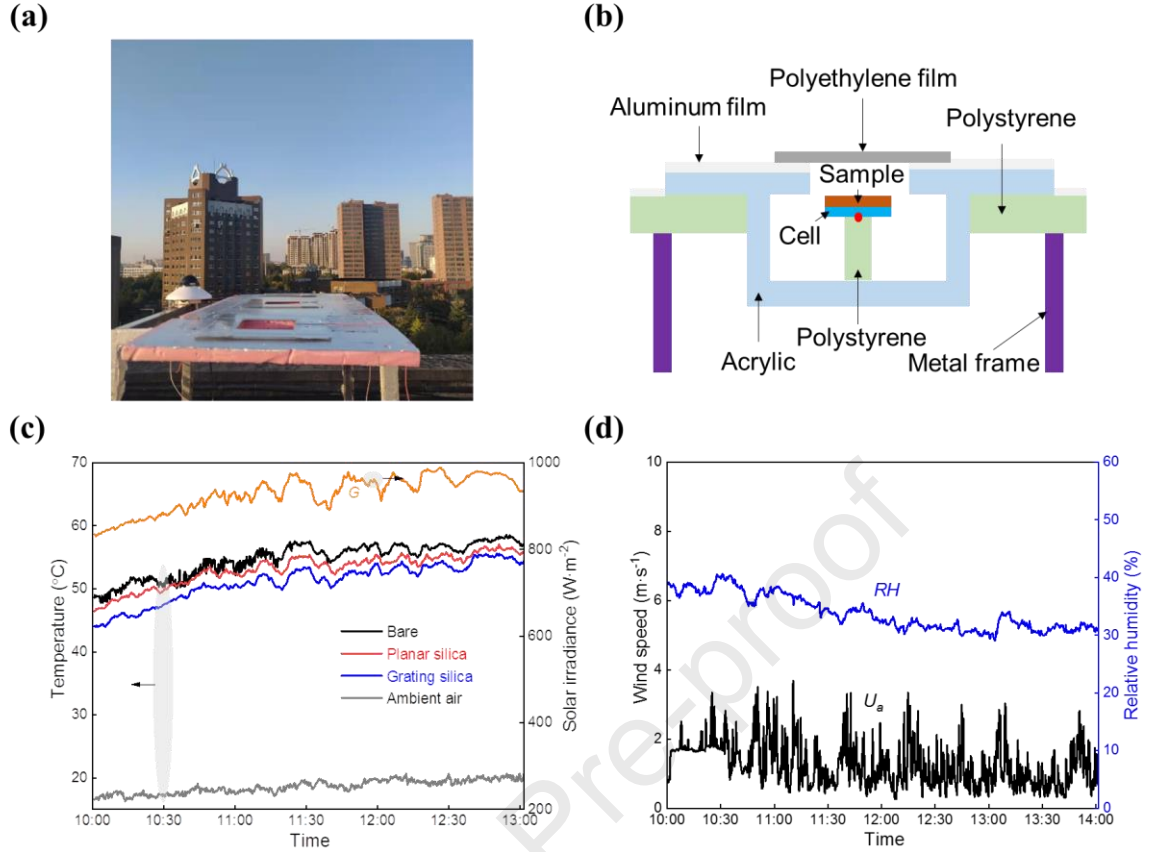 (a)
(b)
Polyethylene film
Aluminum film
Polystyrene
Sample
Cell
Polystyrene
Acrylic
Metal frame
(c)
70
60
50
40
30
20
Temperature (°C)
1000
800
600
400
200
Solar irradiance (W·m⁻²)
G
Bare
Planar silica
Grating silica
Ambient air
10:00 10:30 11:00 11:30 12:00 12:30 13:00
Time
(d)
10
8
6
4
2
0
Wind speed (m·s⁻¹)
60
50
40
30
20
10
0
Relative humidity (%)
RH
Uₐ
10:00 10:30 11:00 11:30 12:00 12:30 13:00 13:30 14:00
Time
Pre-proof